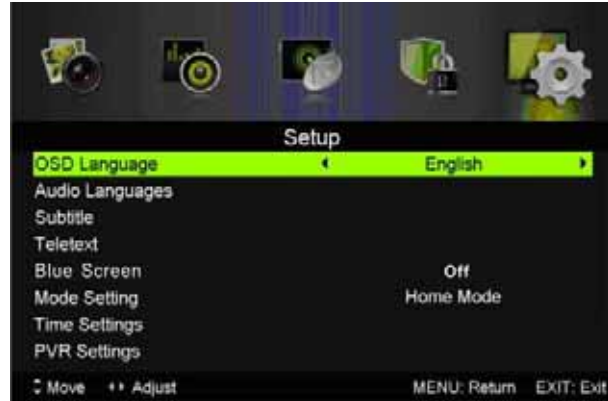 Setup
OSD Language English
Audio Languages
Subtitle
Teletext
Blue Screen Off
Mode Setting Home Mode
Time Settings
PVR Settings
Move Adjust MENU: Return EXIT: Exit